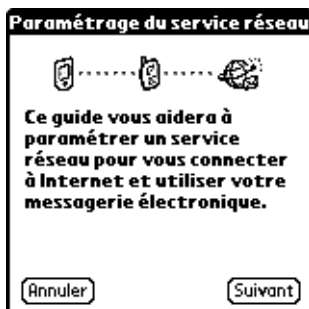 Paramétrage du service réseau
Ce guide vous aidera à
paramétrer un service
réseau pour vous connecter
à Internet et utiliser votre
messagerie électronique.
Annuler
Suivant